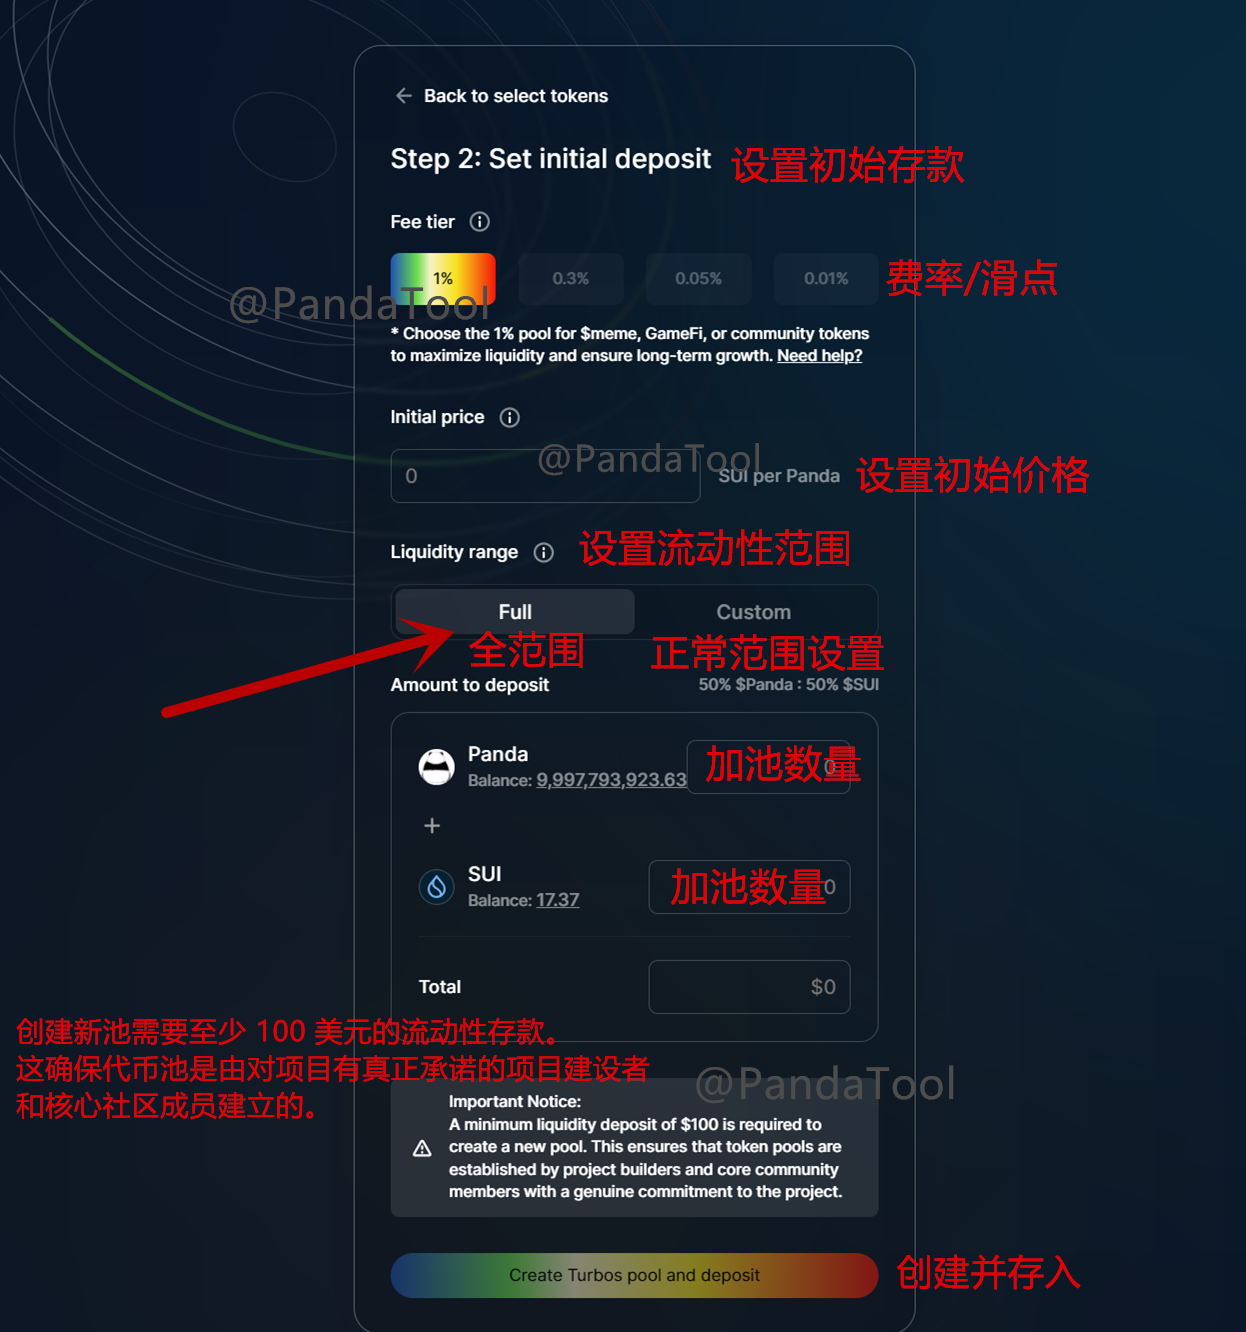 Back to select tokens
Step 2: Set initial deposit
设置初始存款
Fee tier
1%
0.3%
0.05%
0.01%
费率/滑点
@PandaTool
* Choose the 1% pool for $meme, GameFi, or community tokens
to maximize liquidity and ensure long-term growth. Need help?
Initial price
@PandaTool
0
SUI per Panda
设置初始价格
Liquidity range
设置流动性范围
Full
Custom
全范围
正常范围设置
Amount to deposit
50% $Panda : 50% $SUI
Panda
Balance: 9,997,793,923.63
加池数量
0
+
SUI
Balance: 17.37
加池数量
0
Total
$0
创建新池需要至少 100 美元的流动性存款。
这确保代币池是由对项目有真正承诺的项目建设者
和核心社区成员建立的。
@PandaTool
Important Notice:
A minimum liquidity deposit of $100 is required to
create a new pool. This ensures that token pools are
established by project builders and core community
members with a genuine commitment to the project.
Create Turbos pool and deposit
创建并存入